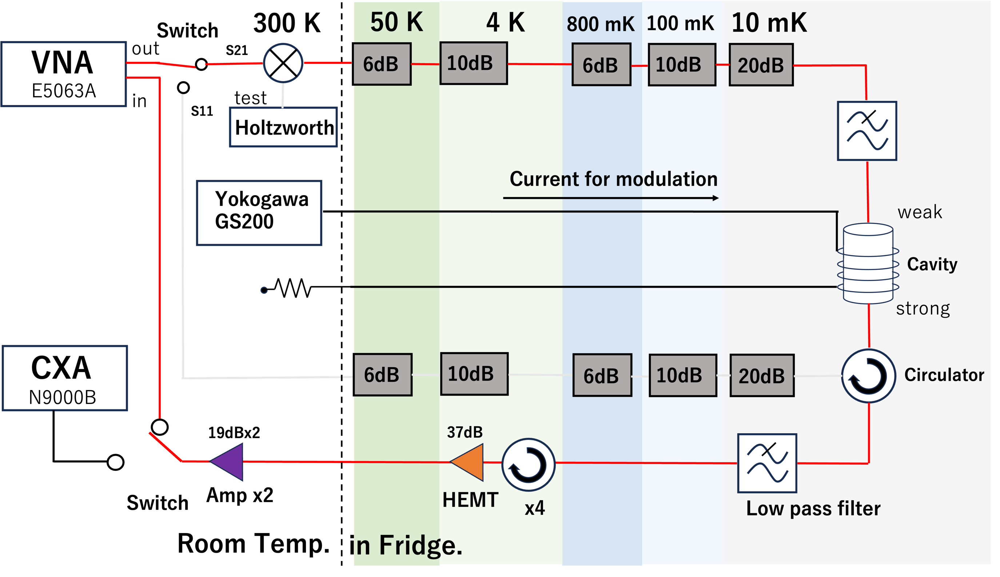 Switch
300 K
50 K
4 K
800 mK
100 mK
10 mK
VNA
E5063A
out
in
S21
S11
test
Holtzworth
6dB
10dB
6dB
10dB
20dB
Current for modulation
Yokogawa
GS200
weak
Cavity
strong
CXA
N9000B
6dB
10dB
6dB
10dB
20dB
Circulator
19dBx2
37dB
Amp x2
HEMT
x4
Switch
Low pass filter
Room Temp.
in Fridge.